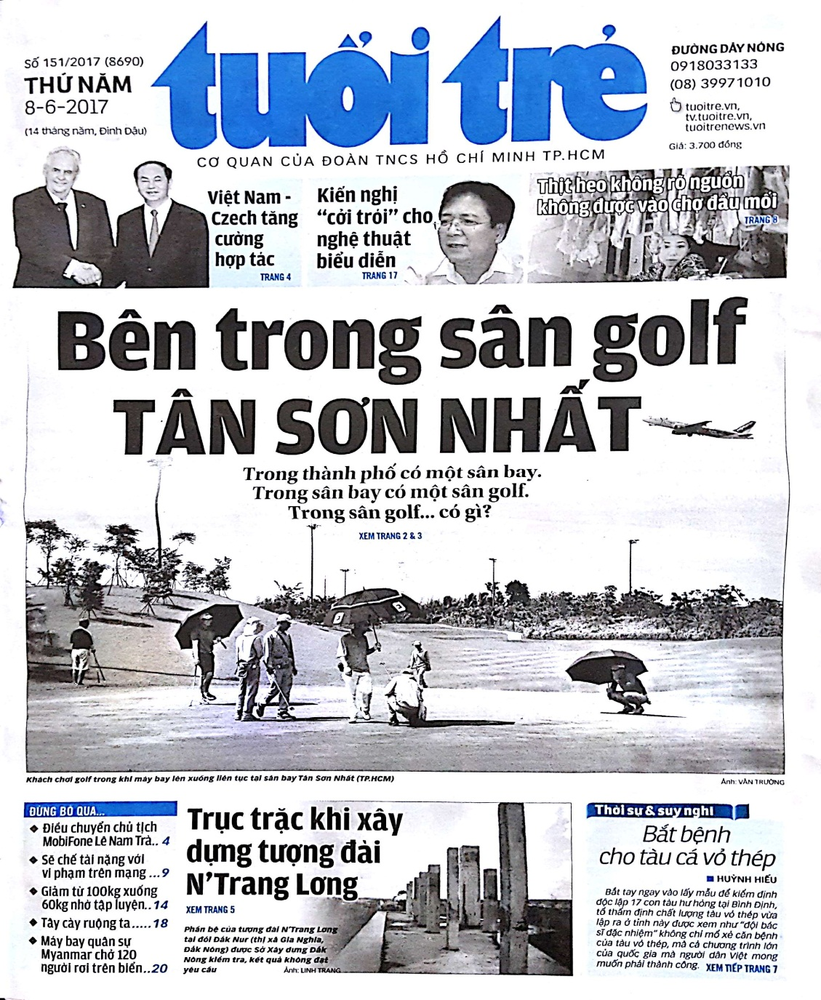 Số 151/2017 (8690)
THỨ NĂM
8-6-2017
(14 tháng năm, Đinh Dậu)
tuổi trẻ
CƠ QUAN CỦA ĐOÀN TNCS HỒ CHÍ MINH TP.HCM
ĐƯỜNG DÂY NÓNG
0918033133
(08) 39971010
tuoitre.vn,
tv.tuoitre.vn,
tuoitrenews.vn
Giá: 3.700 đồng
Việt Nam -
Czech tăng
cường
hợp tác
TRANG 4
Kiến nghị
“cởi trói” cho
nghệ thuật
biểu diễn
TRANG 17
Thịt heo không rõ nguồn
không được vào chợ đầu mối
TRANG 8
Bên trong sân golf
TÂN SƠN NHẤT
Trong thành phố có một sân bay.
Trong sân bay có một sân golf.
Trong sân golf... có gì?
XEM TRANG 2 & 3
Khách chơi golf trong khi máy bay lên xuống liên tục tại sân bay Tân Sơn Nhất (TP.HCM)
Ảnh: VĂN TRƯỜNG
ĐỪNG BỎ QUA...
❖ Điều chuyển chủ tịch
MobiFone Lê Nam Trà.. 4
❖ Sẽ chế tài nặng với
vi phạm trên mạng ...9
❖ Giảm từ 100kg xuống
60kg nhờ tập luyện..14
❖ Tây cày ruộng ta.....18
❖ Máy bay quân sự
Myanmar chở 120
người rơi trên biển..20
Trục trặc khi xây
dựng tượng đài
N’Trang Lơng
XEM TRANG 5
Phần bệ của tượng đài N’Trang Lơng
tại đồi Đắk Nur (thị xã Gia Nghĩa,
Đắk Nông) được Sở Xây dựng Đắk
Nông kiểm tra, kết quả không đạt
yêu cầu
Ảnh: LINH TRANG
Thời sự & suy nghĩ
Bắt bệnh
cho tàu cá vỏ thép
■ HUỲNH HIẾU
Bắt tay ngay vào lấy mẫu để kiểm định
độc lập 17 con tàu hư hỏng tại Bình Định,
tổ thẩm định chất lượng tàu vỏ thép vừa
lập ra ở tỉnh này được xem như “đội bác
sĩ đặc nhiệm” không chỉ mổ xẻ căn bệnh
của tàu vỏ thép, mà cả chương trình lớn
của quốc gia mà người dân Việt mong
muốn phải thành công. XEM TIẾP TRANG 7